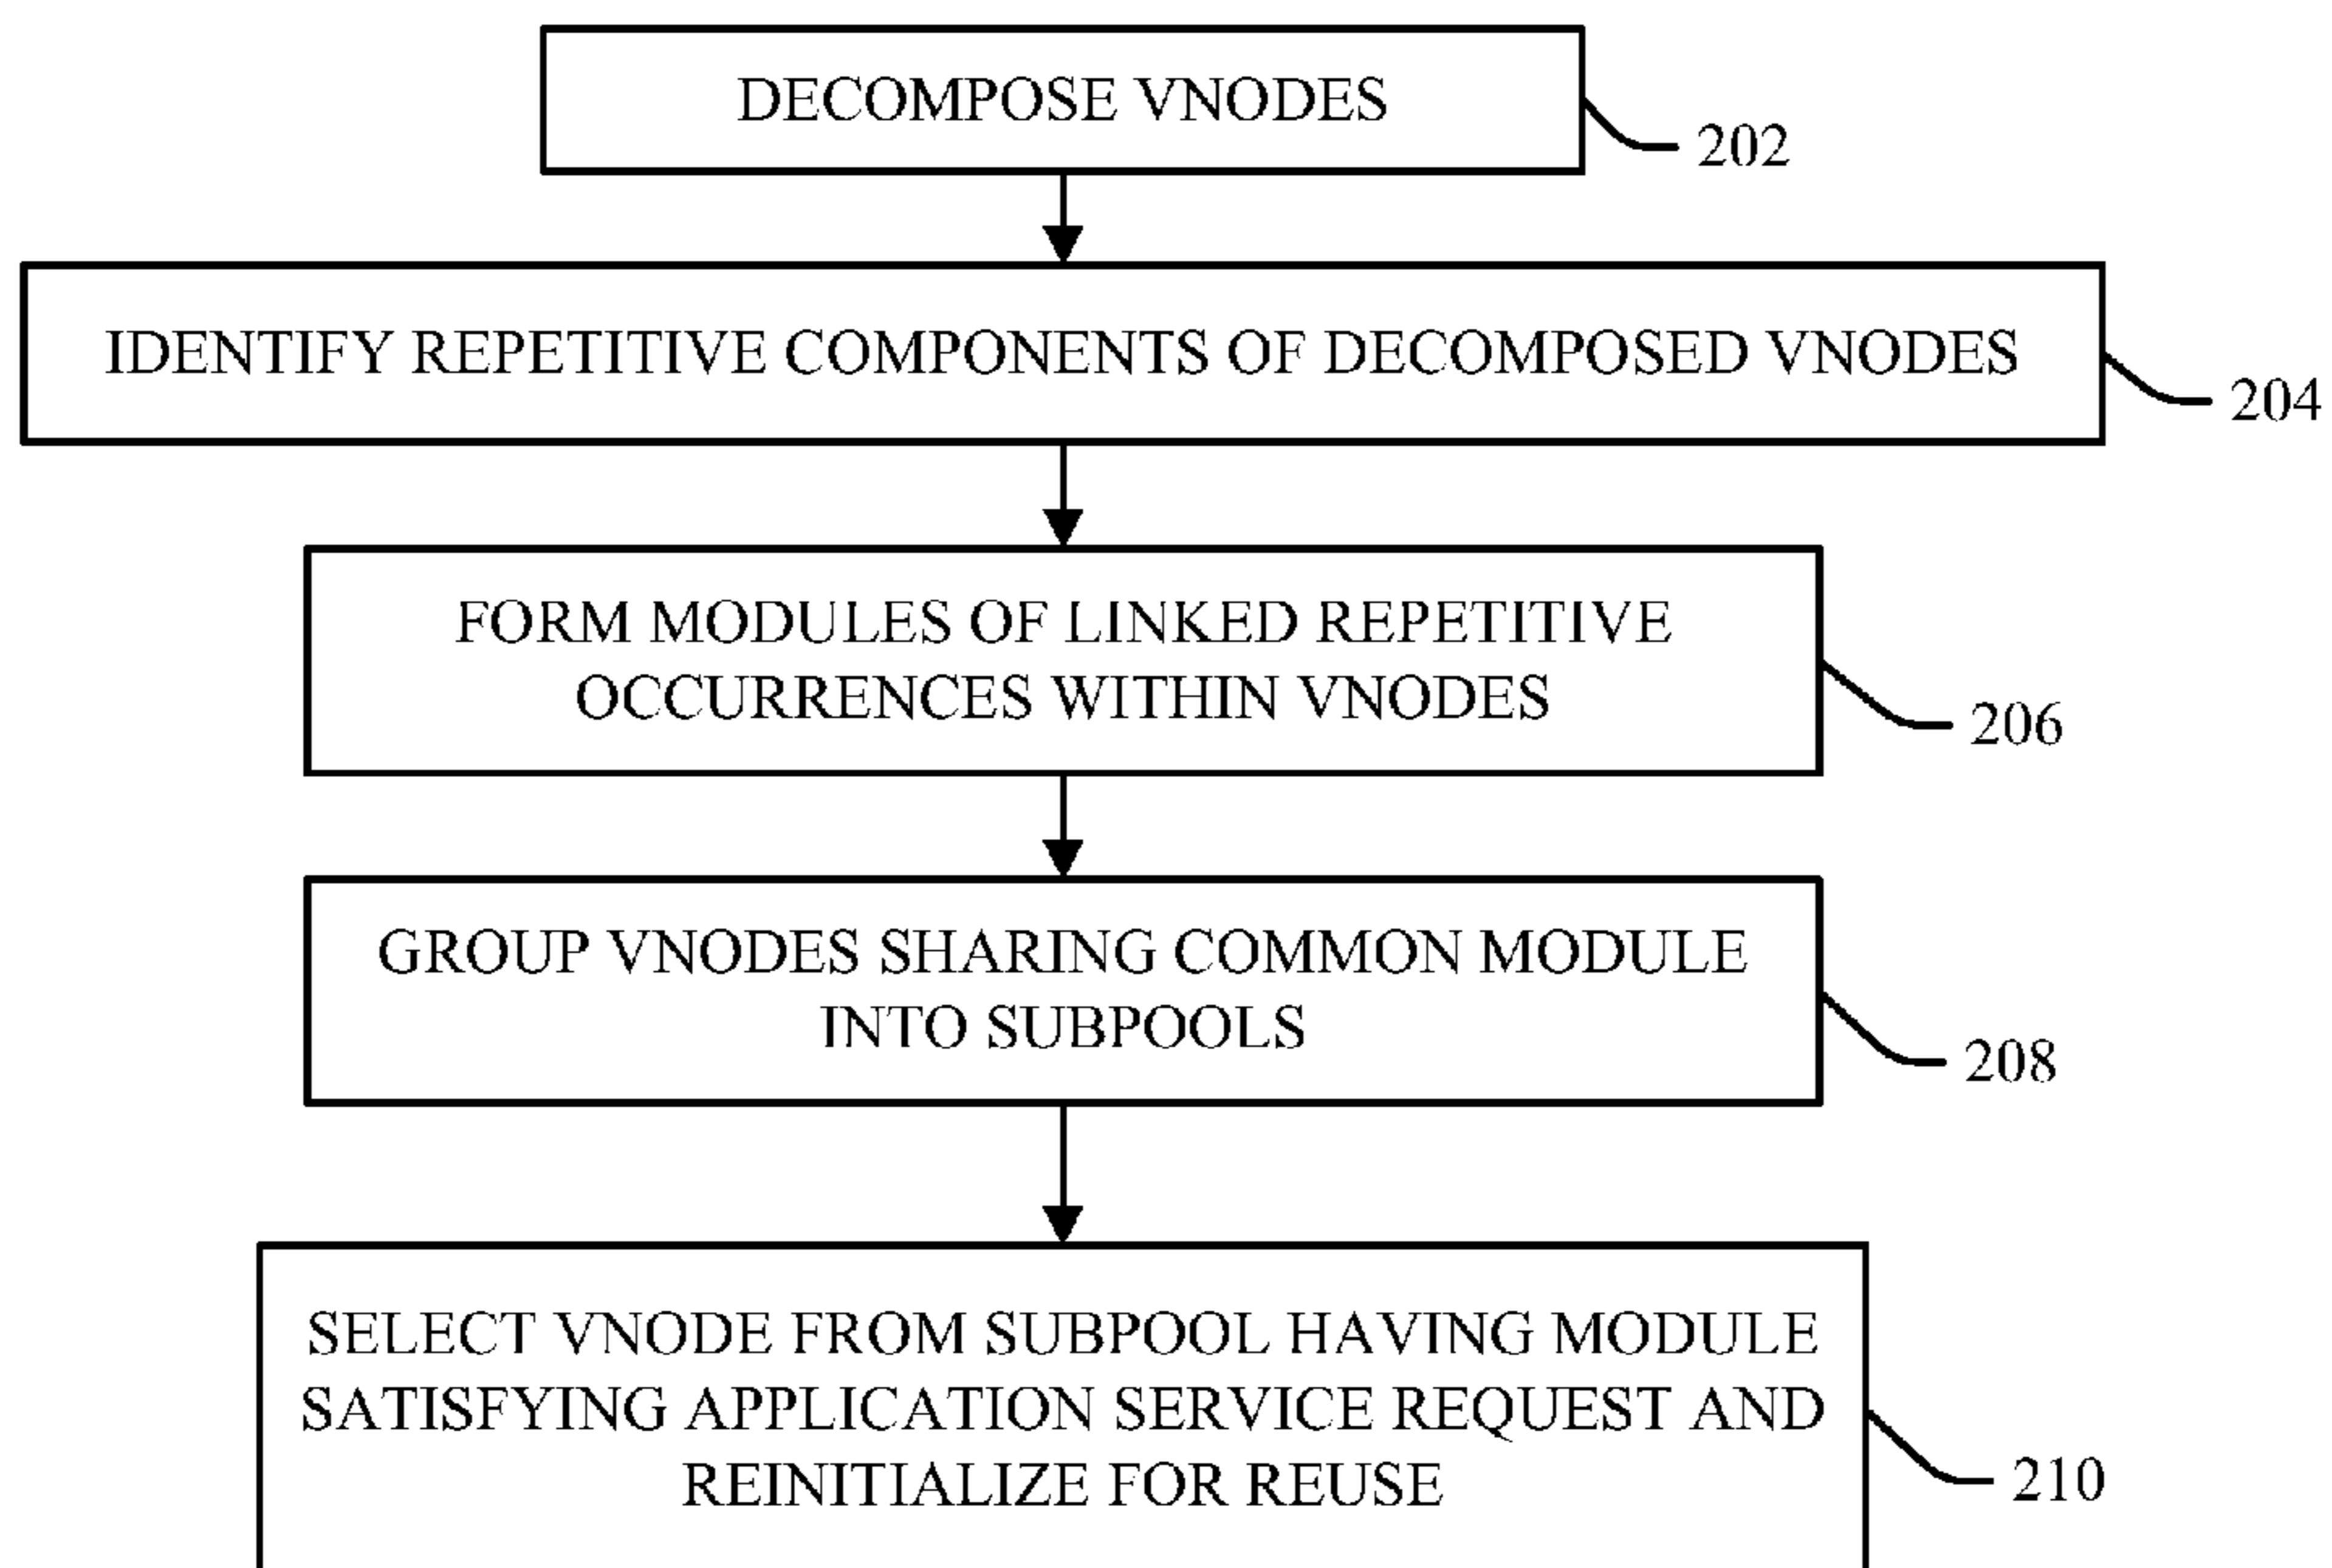 DECOMPOSE VNODES
202
IDENTIFY REPETITIVE COMPONENTS OF DECOMPOSED VNODES
204
FORM MODULES OF LINKED REPETITIVE
OCCURRENCES WITHIN VNODES
206
GROUP VNODES SHARING COMMON MODULE
INTO SUBPOOLS
208
SELECT VNODE FROM SUBPOOL HAVING MODULE
SATISFYING APPLICATION SERVICE REQUEST AND
REINITIALIZE FOR REUSE
210